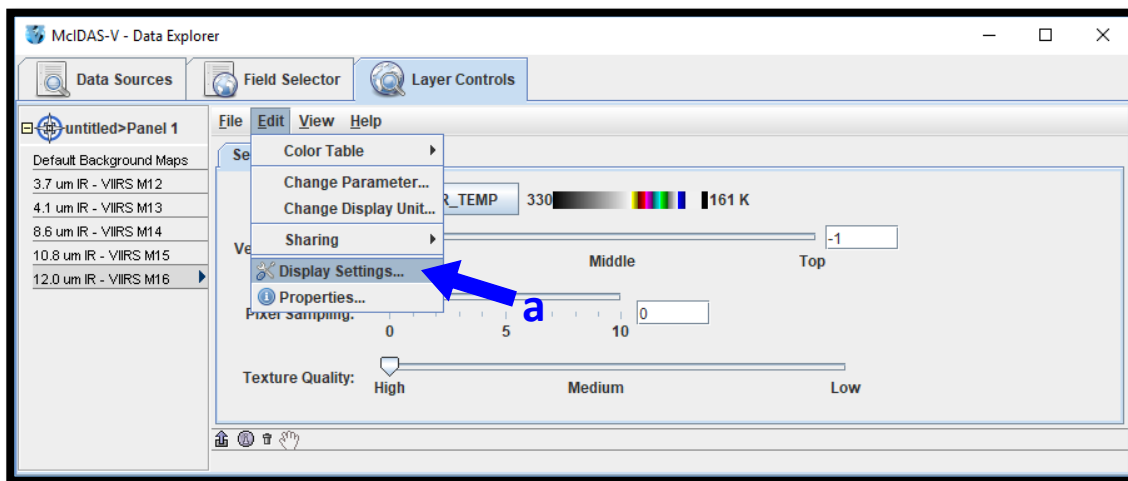 McIDAS-V - Data Explorer
Data Sources Field Selector Layer Controls
untitled>Panel 1
File Edit View Help
Default Background Maps
3.7 um IR - VIIRS M12
4.1 um IR - VIIRS M13
8.6 um IR - VIIRS M14
10.8 um IR - VIIRS M15
12.0 um IR - VIIRS M16
Color Table
Change Parameter...
Change Display Unit...
Sharing
Display Settings...
Properties...
a
R_TEMP 330 161 K
-1
Middle Top
Pixel Sampling: 0
0 5 10
Texture Quality:
High Medium Low